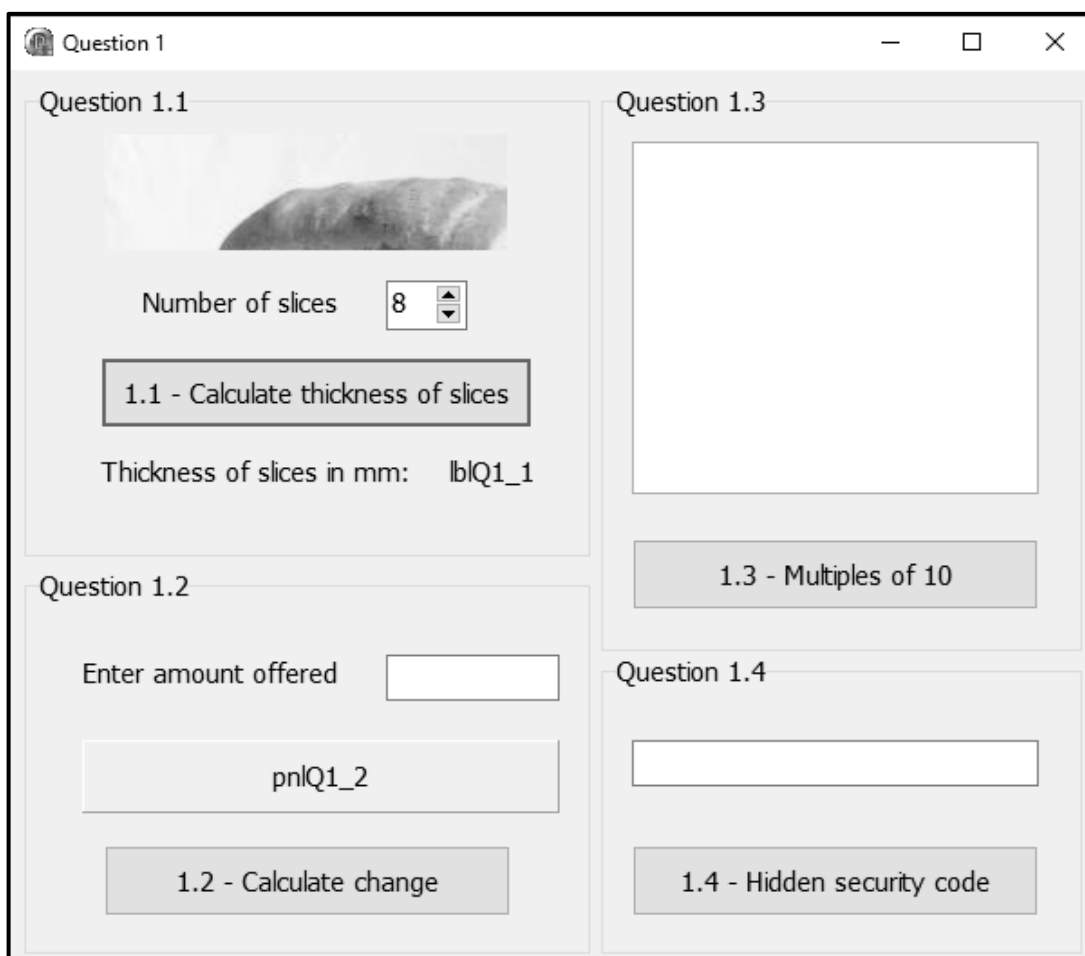 Question 1
Question 1.1
Number of slices 8
1.1 - Calculate thickness of slices
Thickness of slices in mm: lblQ1_1
Question 1.2
Enter amount offered
pnlQ1_2
1.2 - Calculate change
Question 1.3
1.3 - Multiples of 10
Question 1.4
1.4 - Hidden security code